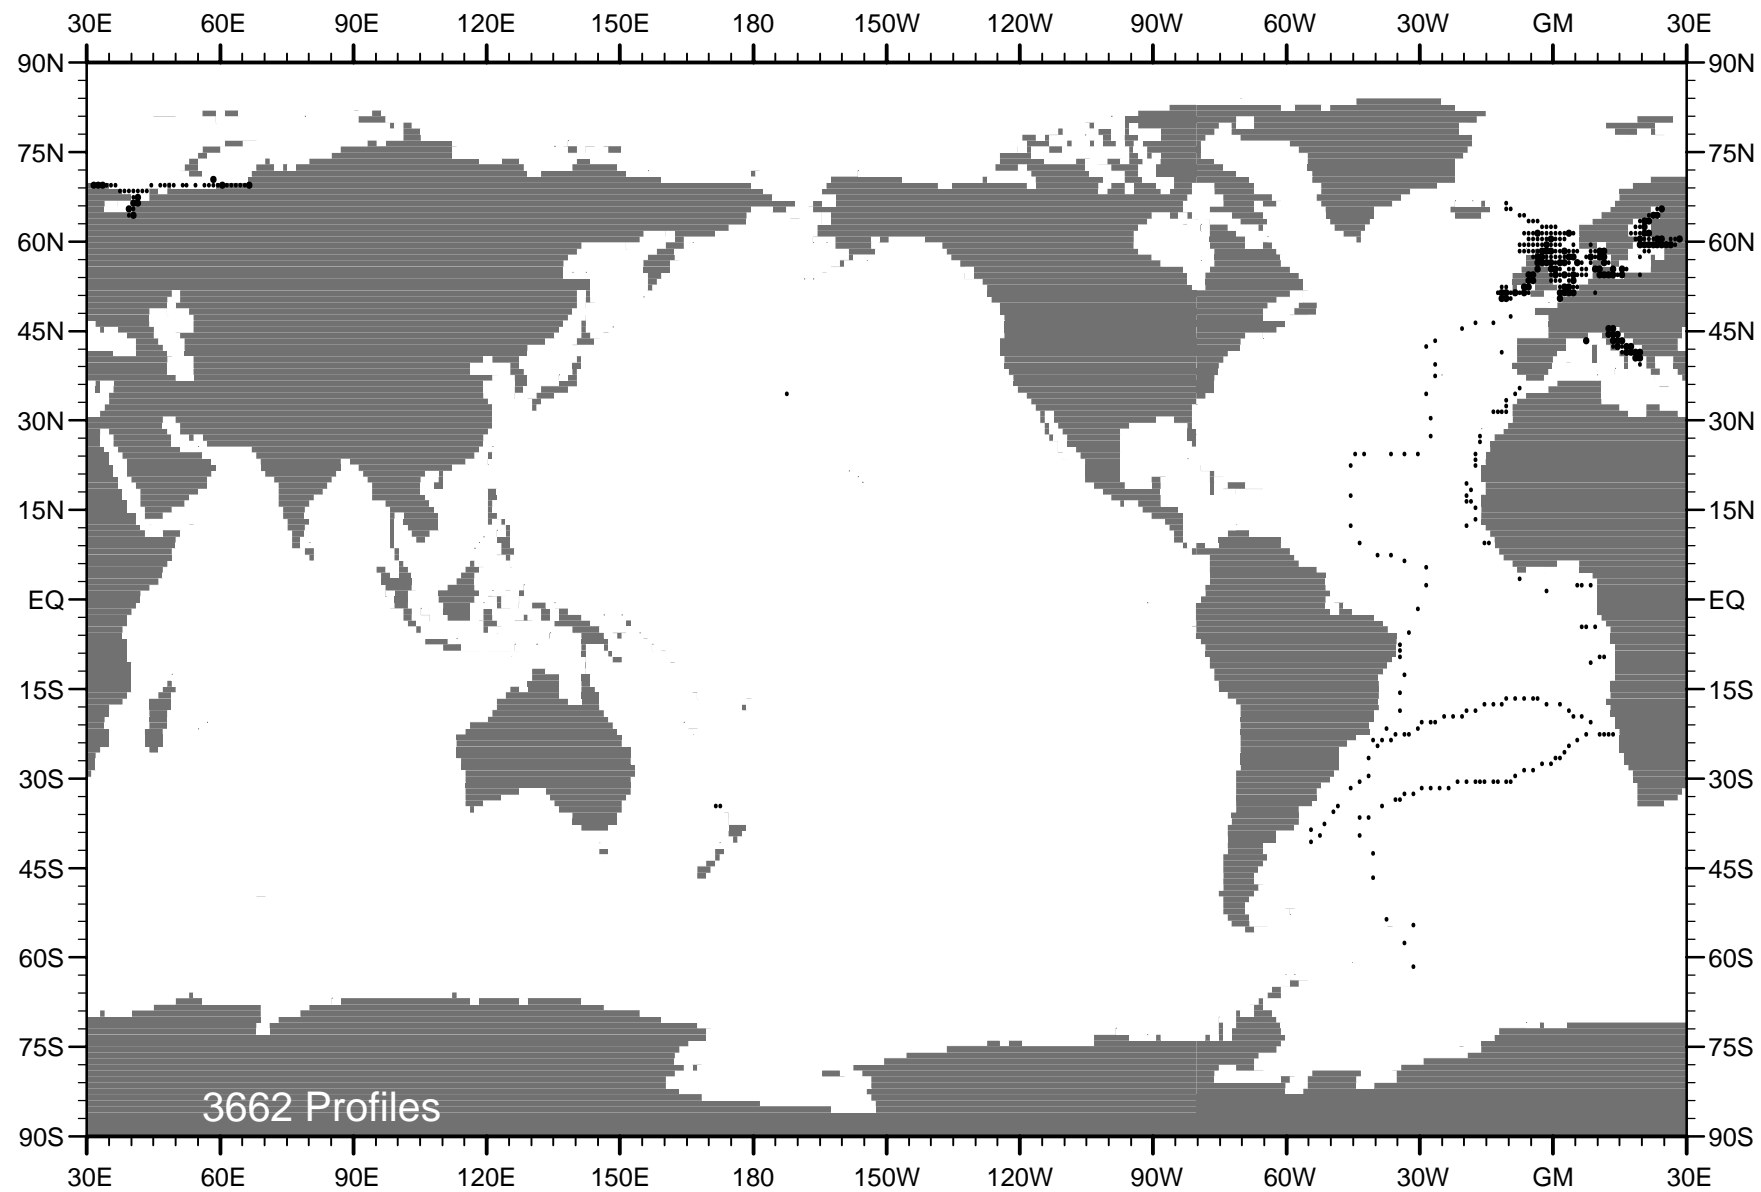 30E 60E 90E 120E 150E 180 150W 120W 90W 60W 30W GM 30E
90N 90N
75N 75N
60N 60N
45N 45N
30N 30N
15N 15N
EQ EQ
15S 15S
30S 30S
45S 45S
60S 60S
75S 75S
3662 Profiles
90S 90S
30E 60E 90E 120E 150E 180 150W 120W 90W 60W 30W GM 30E